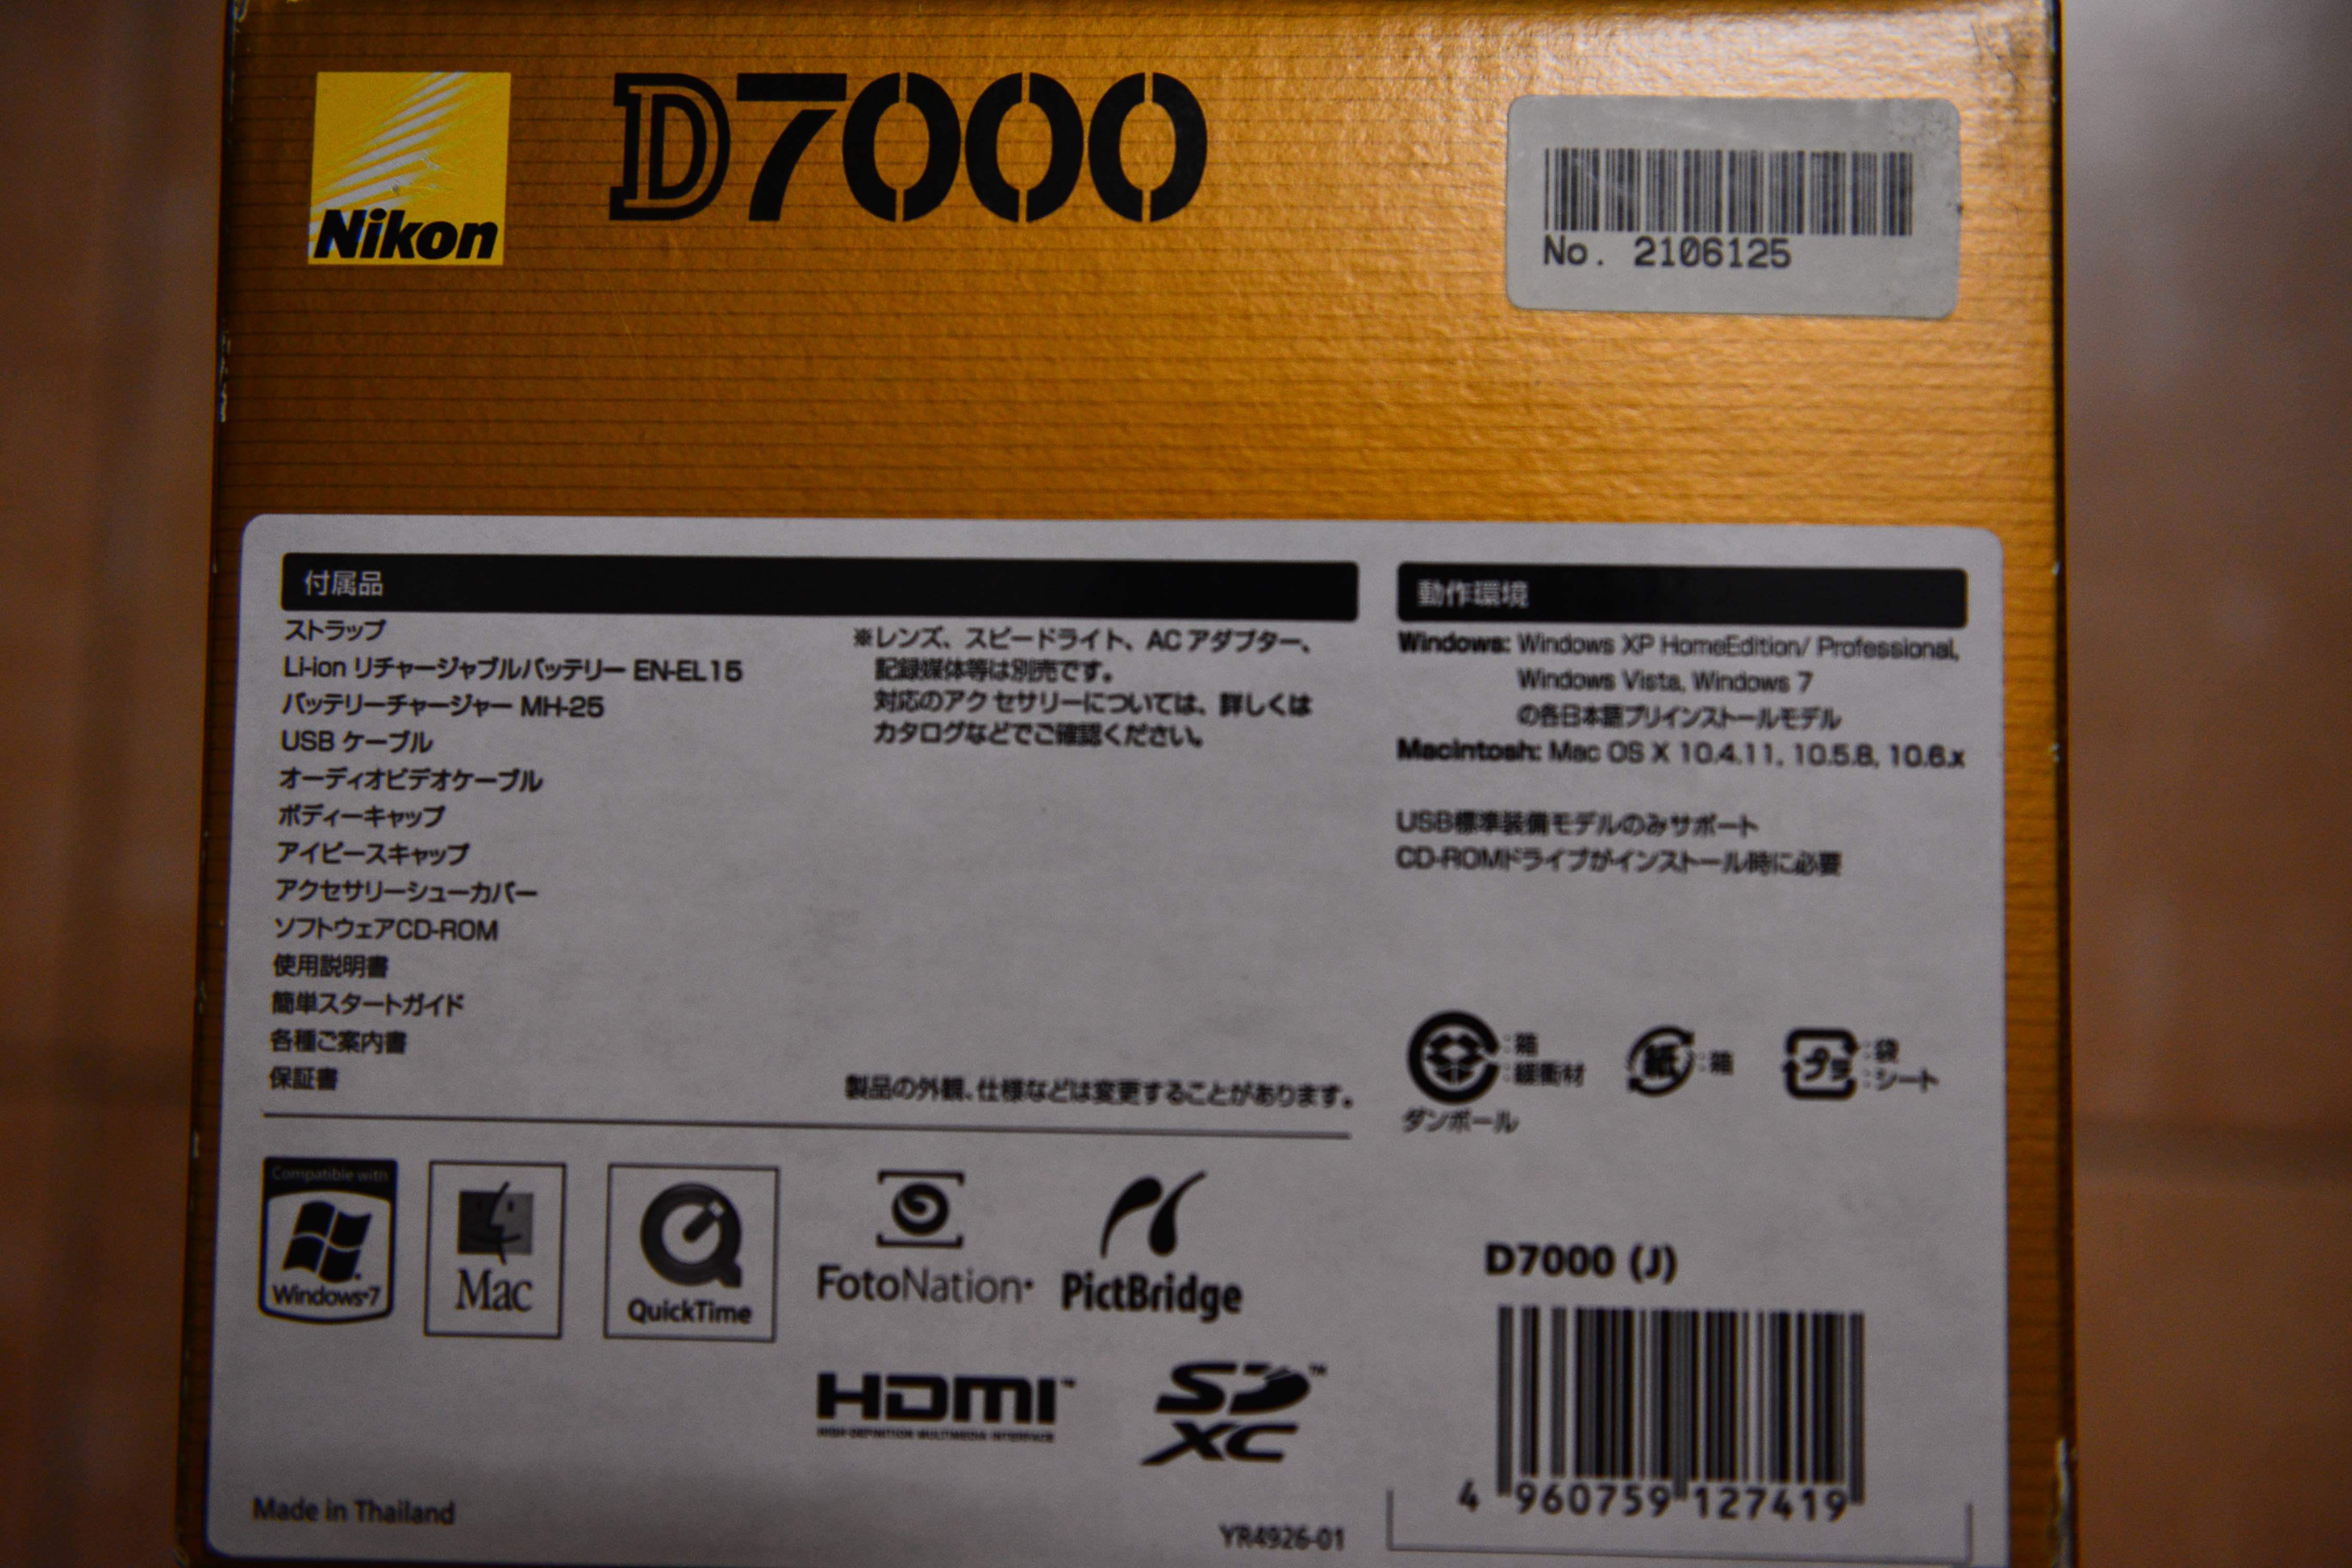 Nikon
D7000
No. 2106125
付属品
ストラップ
Li-ion リチャージャブルバッテリー EN-EL15
バッテリーチャージャー MH-25
USB ケーブル
オーディオビデオケーブル
ボディーキャップ
アイピースキャップ
アクセサリーシューカバー
ソフトウェアCD-ROM
使用説明書
簡単スタートガイド
各種ご案内書
保証書
※レンズ、スピードライト、AC アダプター、
記録媒体等は別売です。
対応のアクセサリーについては、詳しくは
カタログなどでご確認ください。
製品の外観、仕様などは変更することがあります。
動作環境
Windows: Windows XP HomeEdition/ Professional,
Windows Vista, Windows 7
の各日本語プリインストールモデル
Macintosh: Mac OS X 10.4.11, 10.5.8, 10.6.x
USB標準装備モデルのみサポート
CD-ROMドライブがインストール時に必要
:箱
:緩衝材
ダンボール
紙
:箱
プラ
:袋
:シート
Compatible with
Windows 7
Mac
QuickTime
FotoNation
PictBridge
HDMI™
HIGH-DEFINITION MULTIMEDIA INTERFACE
SD™
XC
D7000 (J)
4 960759 127419
Made in Thailand
YR4926-01